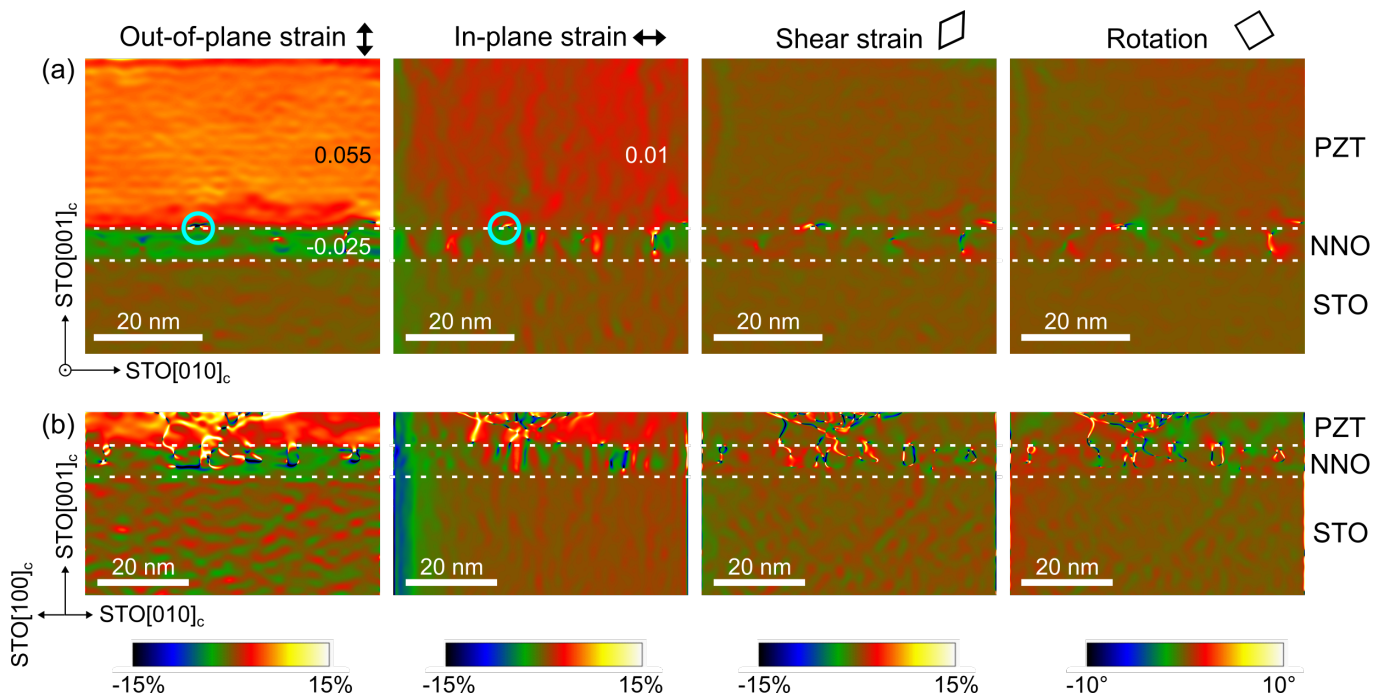 Out-of-plane strain
In-plane strain
Shear strain
Rotation
(a)
0.055
-0.025
0.01
PZT
NNO
STO
20 nm
20 nm
20 nm
20 nm
STO[001]c
STO[010]c
(b)
PZT
NNO
STO
20 nm
20 nm
20 nm
20 nm
STO[001]c
STO[100]c
STO[010]c
-15% 15%
-15% 15%
-15% 15%
-10° 10°